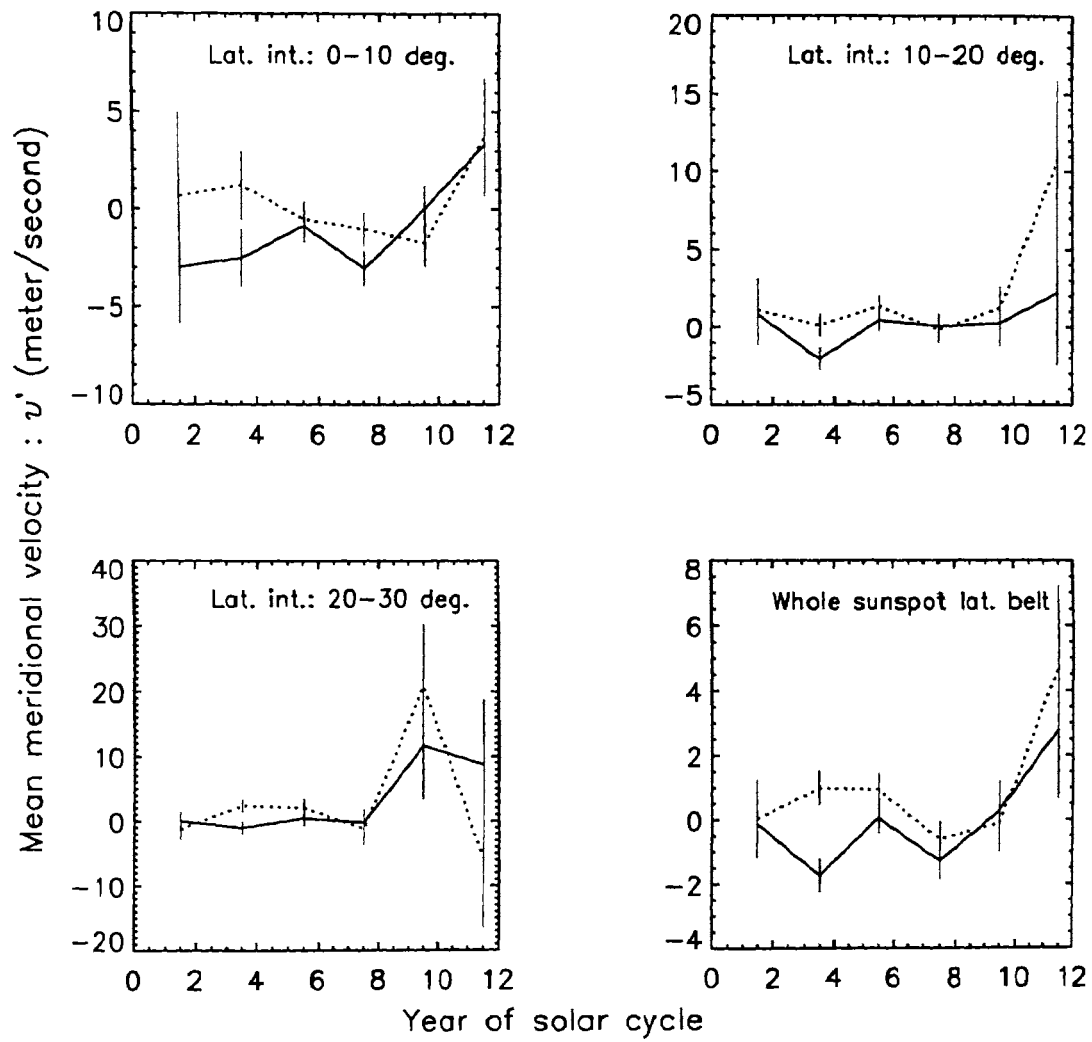 Mean meridional velocity : v' (meter/second)
Lat. int.: 0–10 deg.
10
5
0
−5
−10
0 2 4 6 8 10 12
Lat. int.: 10–20 deg.
20
15
10
5
0
−5
0 2 4 6 8 10 12
Lat. int.: 20–30 deg.
40
30
20
10
0
−10
−20
0 2 4 6 8 10 12
Whole sunspot lat. belt
8
6
4
2
0
−2
−4
0 2 4 6 8 10 12
Year of solar cycle